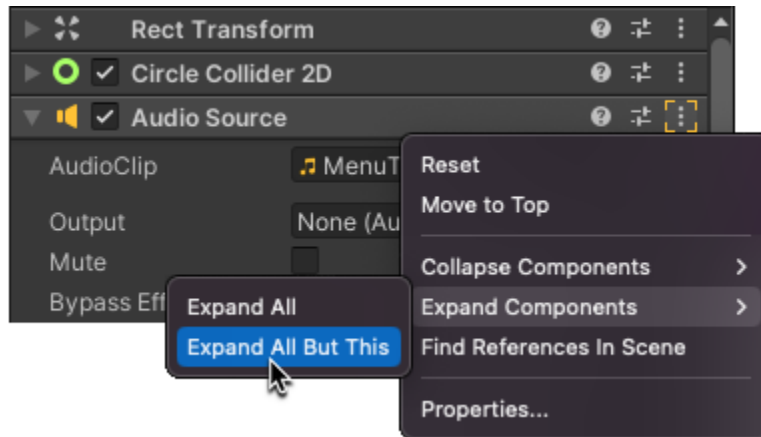 Rect Transform
Circle Collider 2D
Audio Source
AudioClip
MenuT
Output
None (Au
Mute
Bypass Eff
Reset
Move to Top
Collapse Components
Expand Components
Find References In Scene
Properties...
Expand All
Expand All But This